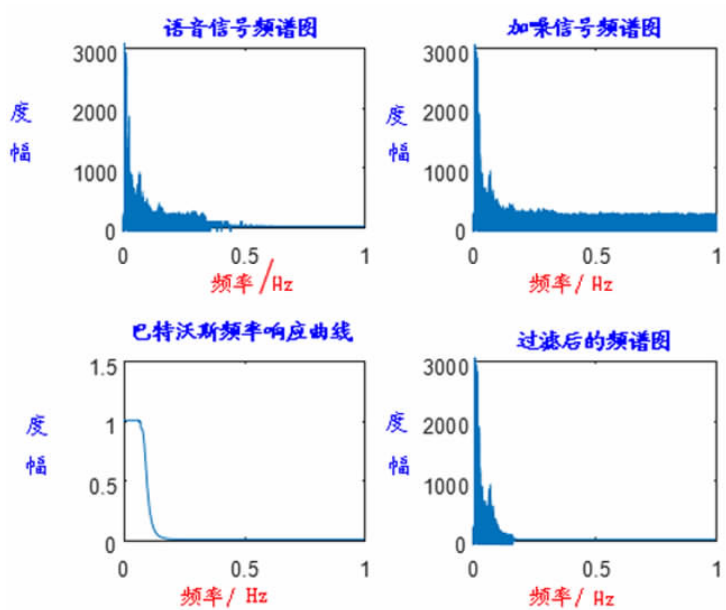 语音信号频谱图
加噪信号频谱图
3000
2000
1000
0
度
幅
0
0.5
1
频率/Hz
3000
2000
1000
0
度
幅
0
0.5
1
频率/ Hz
巴特沃斯频率响应曲线
过滤后的频谱图
1.5
1
0.5
0
度
幅
0
0.5
1
频率/ Hz
3000
2000
1000
0
度
幅
0
0.5
1
频率/ Hz